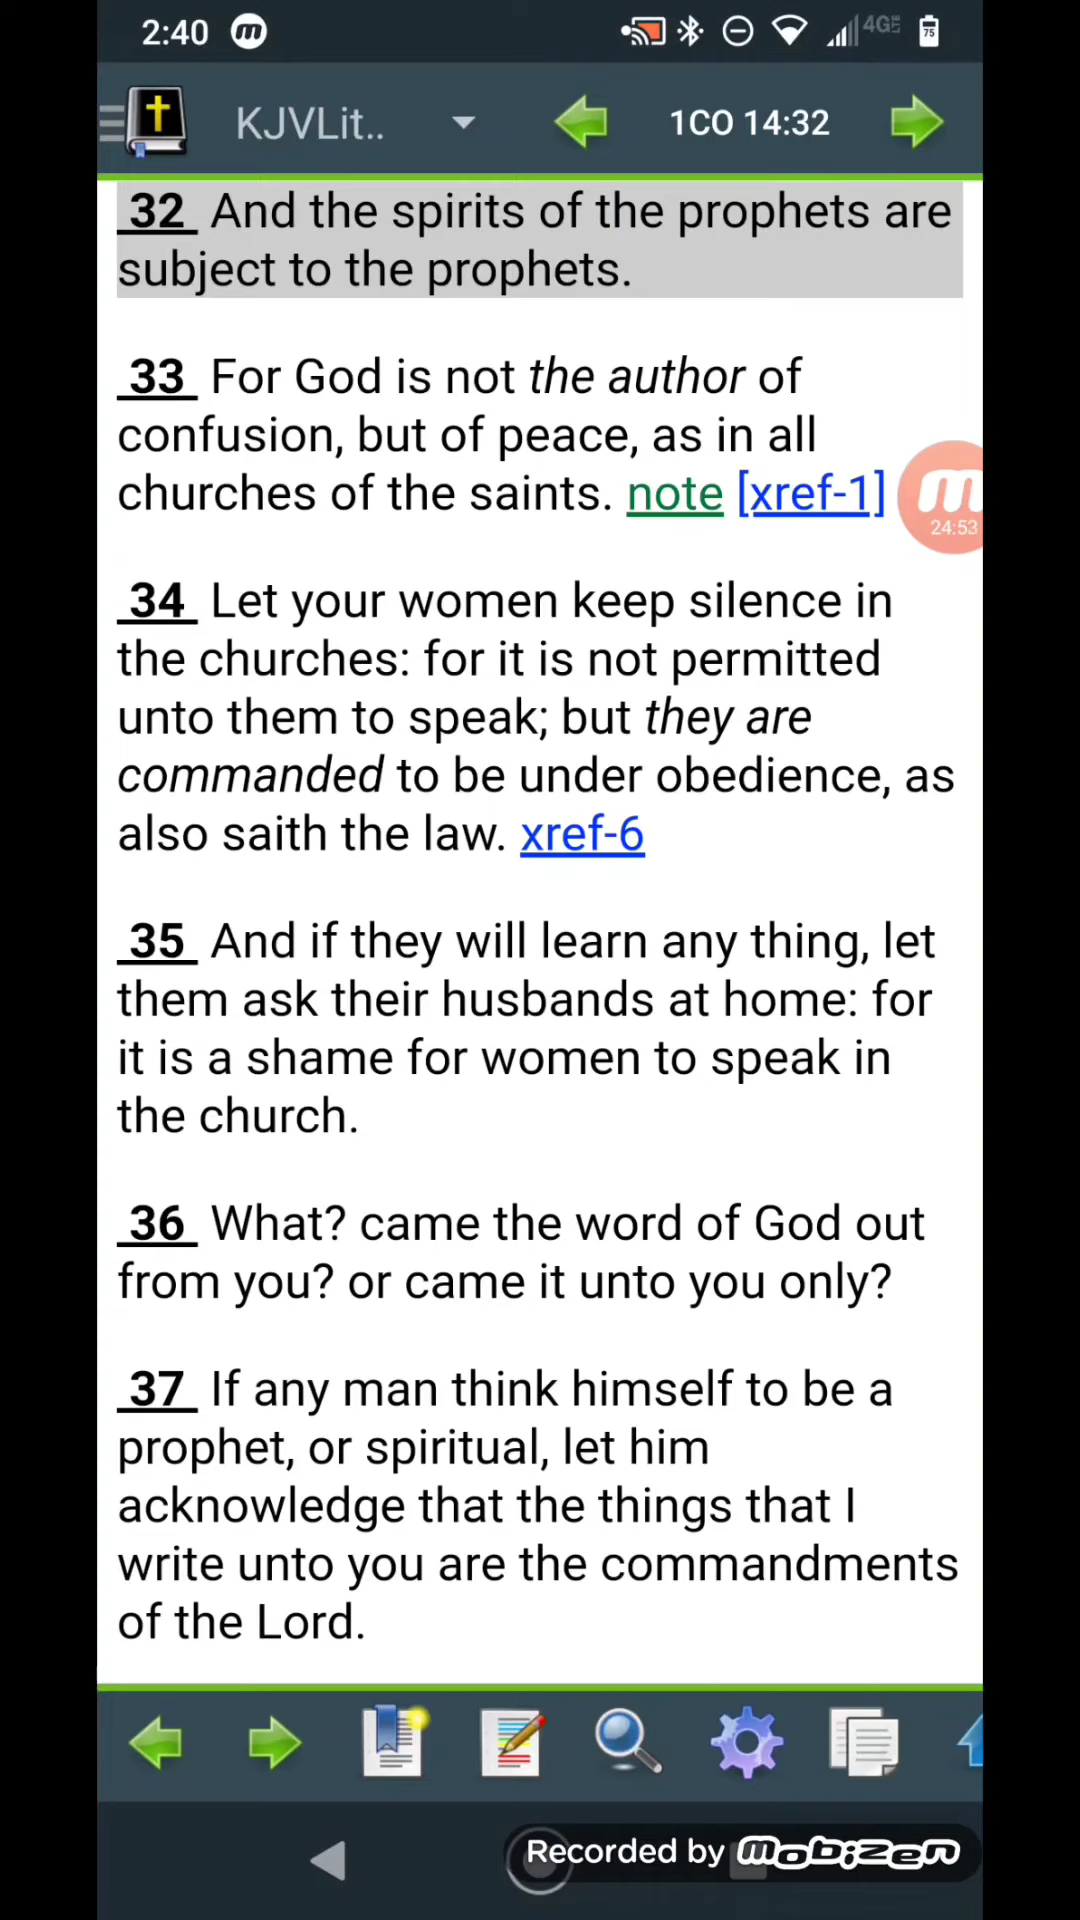 2:40 m 4GE 75
KJVLit.. 1CO 14:32
32 And the spirits of the prophets are
subject to the prophets.
33 For God is not the author of
confusion, but of peace, as in all
churches of the saints. note [xref-1]
m
24:53
34 Let your women keep silence in
the churches: for it is not permitted
unto them to speak; but they are
commanded to be under obedience, as
also saith the law. xref-6
35 And if they will learn any thing, let
them ask their husbands at home: for
it is a shame for women to speak in
the church.
36 What? came the word of God out
from you? or came it unto you only?
37 If any man think himself to be a
prophet, or spiritual, let him
acknowledge that the things that I
write unto you are the commandments
of the Lord.
Recorded by mobizen